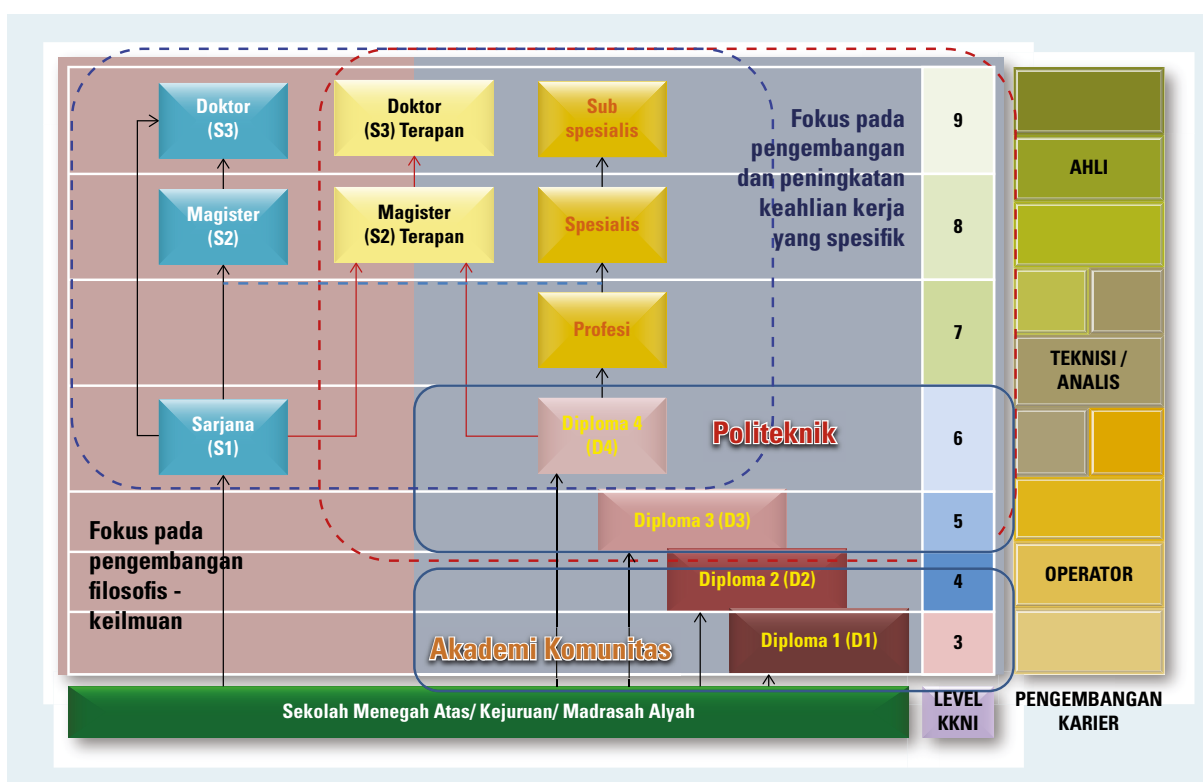 Doktor
(S3)
Doktor
(S3) Terapan
Sub
spesialis
Fokus pada
pengembangan
dan peningkatan
keahlian kerja
yang spesifik
9
AHLI
Magister
(S2)
Magister
(S2) Terapan
Spesialis
8
Profesi
7
TEKNISI /
ANALIS
Sarjana
(S1)
Diploma 4
(D4)
Politeknik
6
Fokus pada
pengembangan
filosofis -
keilmuan
Diploma 3 (D3)
5
Diploma 2 (D2)
4
OPERATOR
Akademi Komunitas
Diploma 1 (D1)
3
Sekolah Menegah Atas/ Kejuruan/ Madrasah Alyah
LEVEL
KKNI
PENGEMBANGAN
KARIER